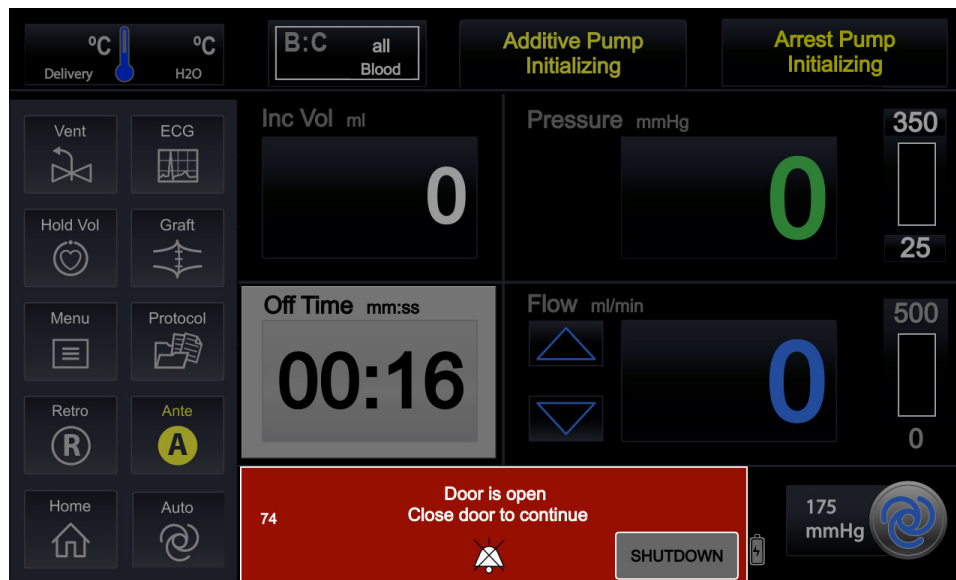 ºC
ºC
Delivery
H2O
B:C all
Blood
Additive Pump
Initializing
Arrest Pump
Initializing
Vent
ECG
Hold Vol
Graft
Menu
Protocol
Retro
Ante
R
A
Home
Auto
Inc Vol ml
0
Pressure mmHg
0
350
25
Off Time mm:ss
00:16
Flow ml/min
0
500
0
74
Door is open
Close door to continue
SHUTDOWN
175
mmHg